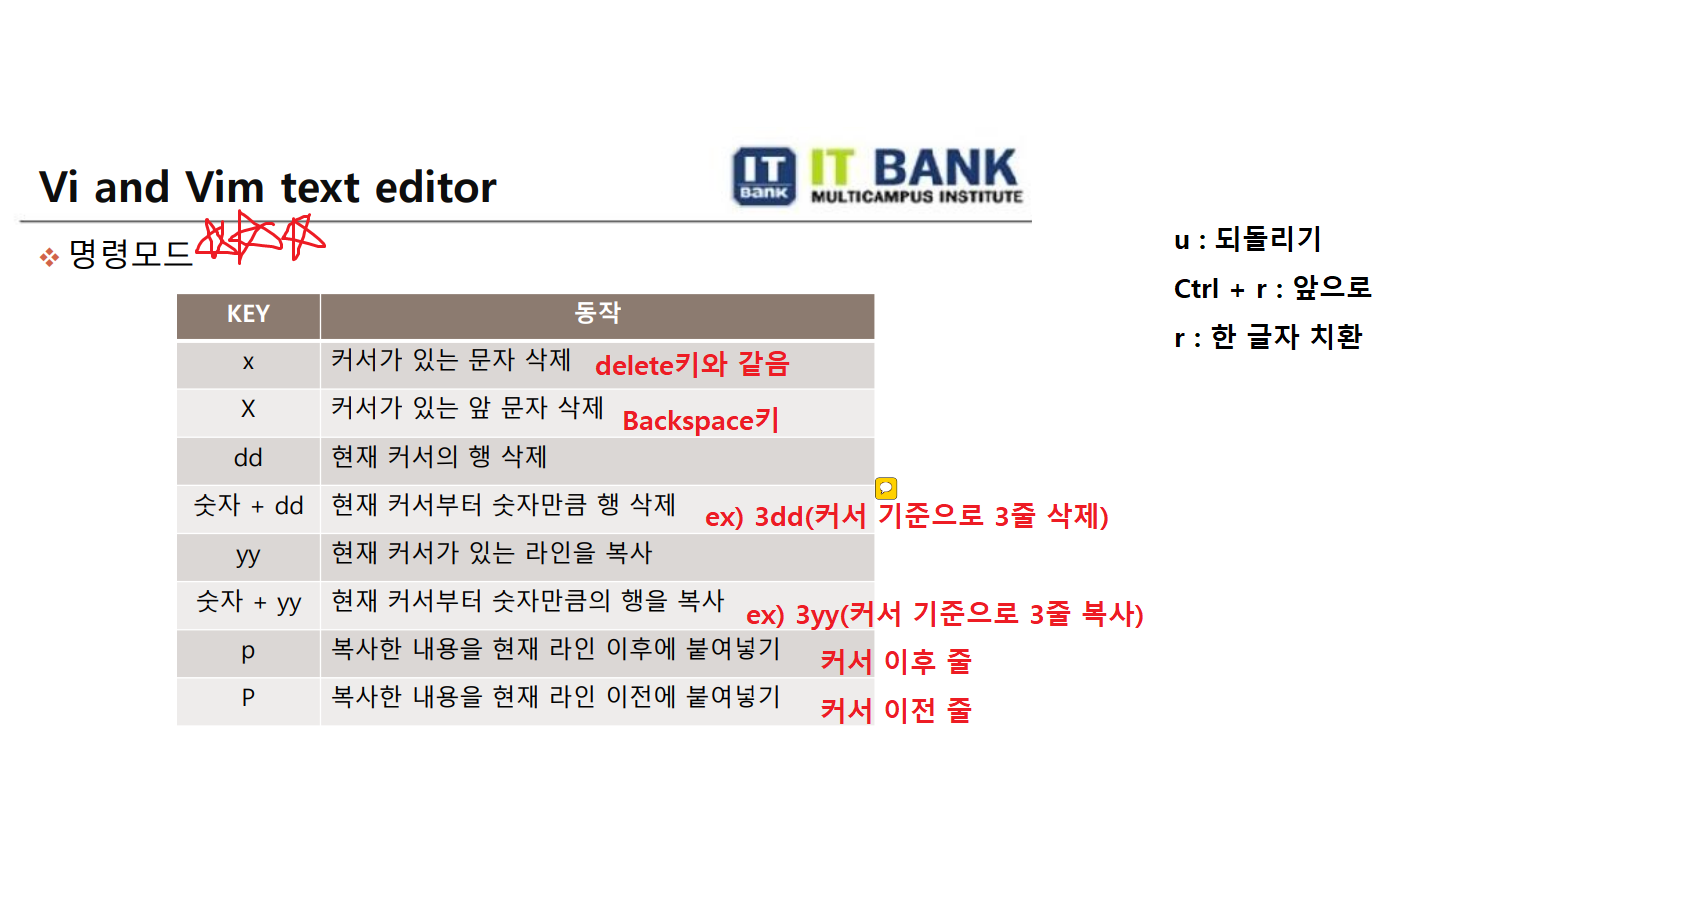 Vi and Vim text editor
IT BANK
IT BANK
MULTICAMPUS INSTITUTE
명령모드
KEY 동작
x 커서가 있는 문자 삭제 delete키와 같음
X 커서가 있는 앞 문자 삭제 Backspace키
dd 현재 커서의 행 삭제
숫자 + dd 현재 커서부터 숫자만큼 행 삭제 ex) 3dd(커서 기준으로 3줄 삭제)
yy 현재 커서가 있는 라인을 복사
숫자 + yy 현재 커서부터 숫자만큼의 행을 복사 ex) 3yy(커서 기준으로 3줄 복사)
p 복사한 내용을 현재 라인 이후에 붙여넣기 커서 이후 줄
P 복사한 내용을 현재 라인 이전에 붙여넣기 커서 이전 줄
u : 되돌리기
Ctrl + r : 앞으로
r : 한 글자 치환